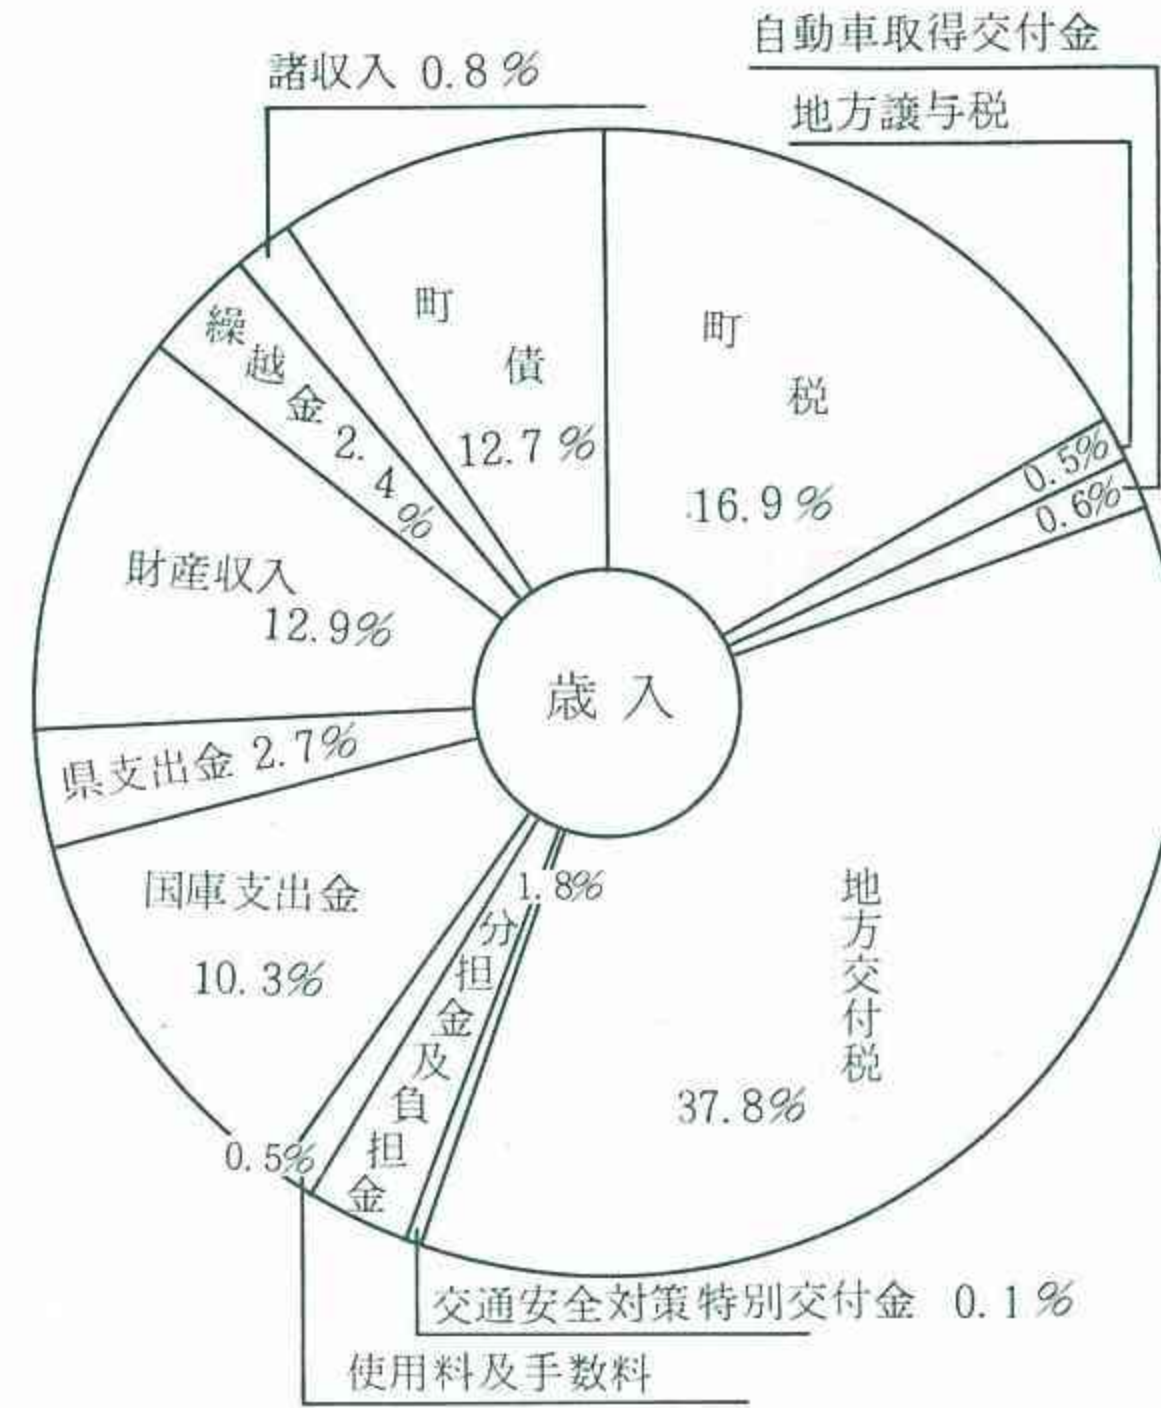 自動車取得交付金
諸収入 0.8%
地方譲与税
町債
12.7%
町税
16.9%
0.5%
0.6%
繰越金2.4%
財産収入
12.9%
歳入
県支出金 2.7%
国庫支出金
10.3%
1.8%
分担金及負担金
地方交付税
37.8%
0.5%
交通安全対策特別交付金 0.1%
使用料及手数料